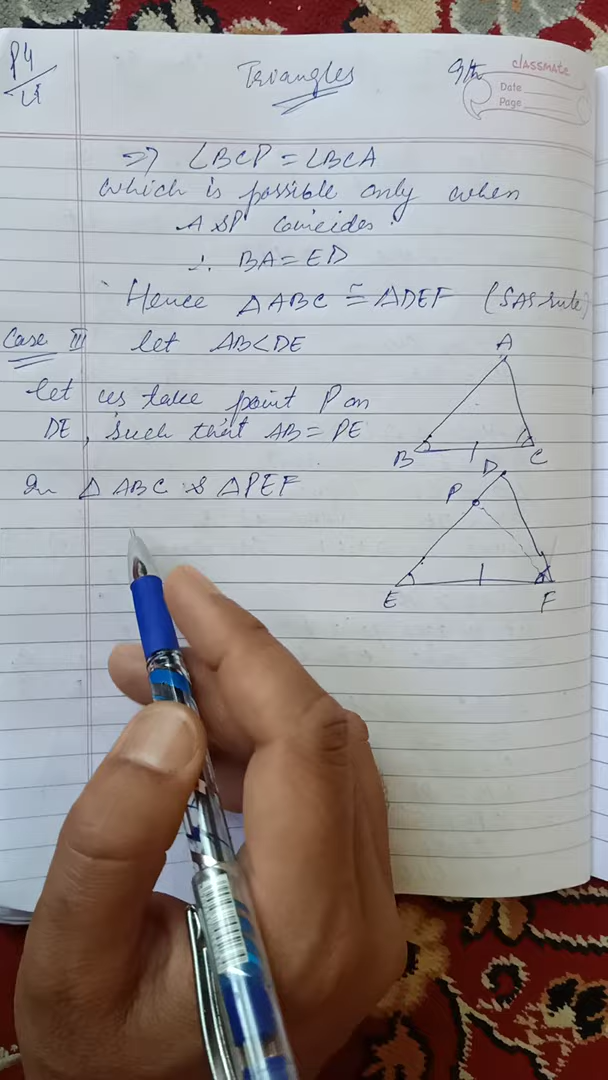 P4
L1
Triangles
9th
classmate
Date
Page
⇒ ∠BCP = ∠BCA
which is possible only when
A & P coincides.
∴ BA = ED
Hence △ABC ≅ △DEF (SAS rule)
Case III let AB < DE
let us take point P on
DE, such that AB = PE
In △ ABC & △PEF
A
B
C
D
P
E
F